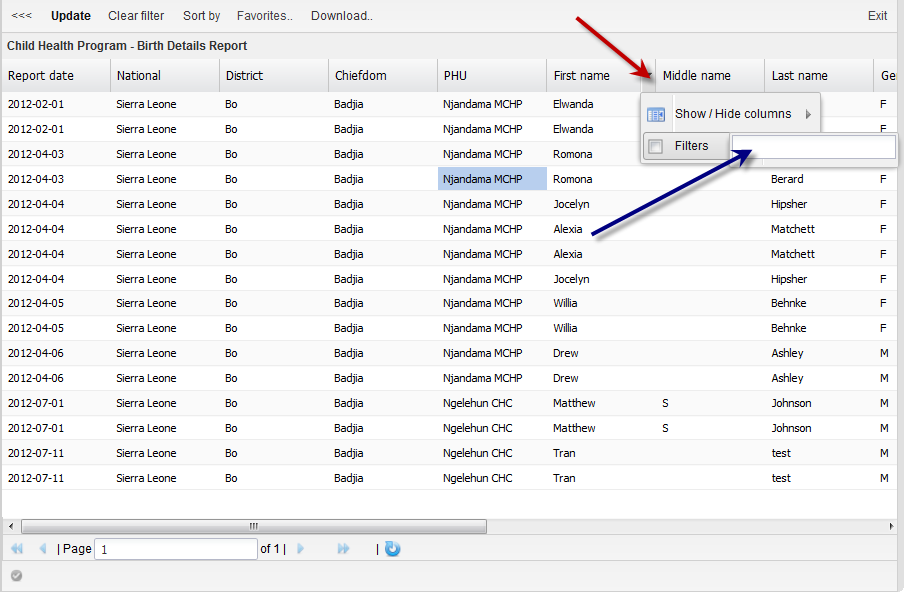 <<< Update Clear filter Sort by Favorites.. Download.. Exit
Child Health Program - Birth Details Report
Report date National District Chiefdom PHU First name Middle name Last name Ge
2012-02-01 Sierra Leone Bo Badjia Njandama MCHP Elwanda F
Show / Hide columns
2012-02-01 Sierra Leone Bo Badjia Njandama MCHP Elwanda F
Filters
2012-04-03 Sierra Leone Bo Badjia Njandama MCHP Romona
2012-04-03 Sierra Leone Bo Badjia Njandama MCHP Romona Berard F
2012-04-04 Sierra Leone Bo Badjia Njandama MCHP Jocelyn Hipsher F
2012-04-04 Sierra Leone Bo Badjia Njandama MCHP Alexia Matchett F
2012-04-04 Sierra Leone Bo Badjia Njandama MCHP Alexia Matchett F
2012-04-04 Sierra Leone Bo Badjia Njandama MCHP Jocelyn Hipsher F
2012-04-05 Sierra Leone Bo Badjia Njandama MCHP Willia Behnke F
2012-04-05 Sierra Leone Bo Badjia Njandama MCHP Willia Behnke F
2012-04-06 Sierra Leone Bo Badjia Njandama MCHP Drew Ashley M
2012-04-06 Sierra Leone Bo Badjia Njandama MCHP Drew Ashley M
2012-07-01 Sierra Leone Bo Badjia Ngelehun CHC Matthew S Johnson M
2012-07-01 Sierra Leone Bo Badjia Ngelehun CHC Matthew S Johnson M
2012-07-11 Sierra Leone Bo Badjia Ngelehun CHC Tran test M
2012-07-11 Sierra Leone Bo Badjia Ngelehun CHC Tran test M
| Page 1 of 1 | |